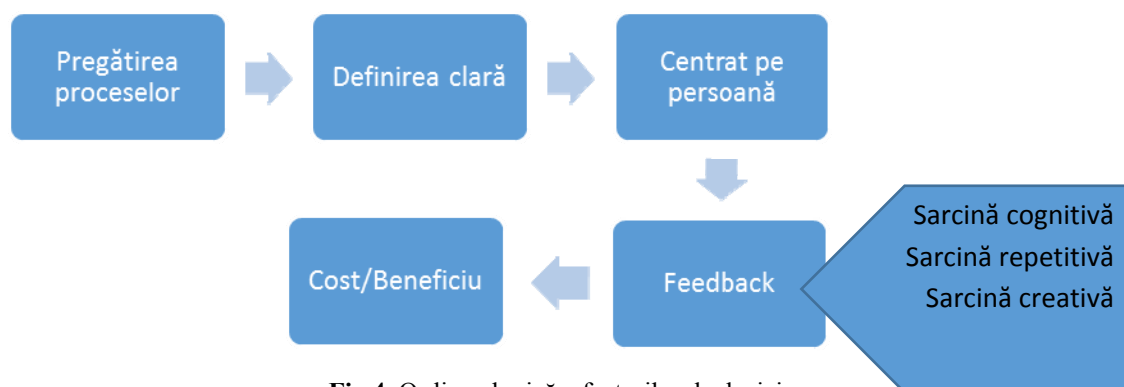 Pregătirea
proceselor
Definirea clară
Centrat pe
persoană
Cost/Beneficiu
Feedback
Sarcină cognitivă
Sarcină repetitivă
Sarcină creativă